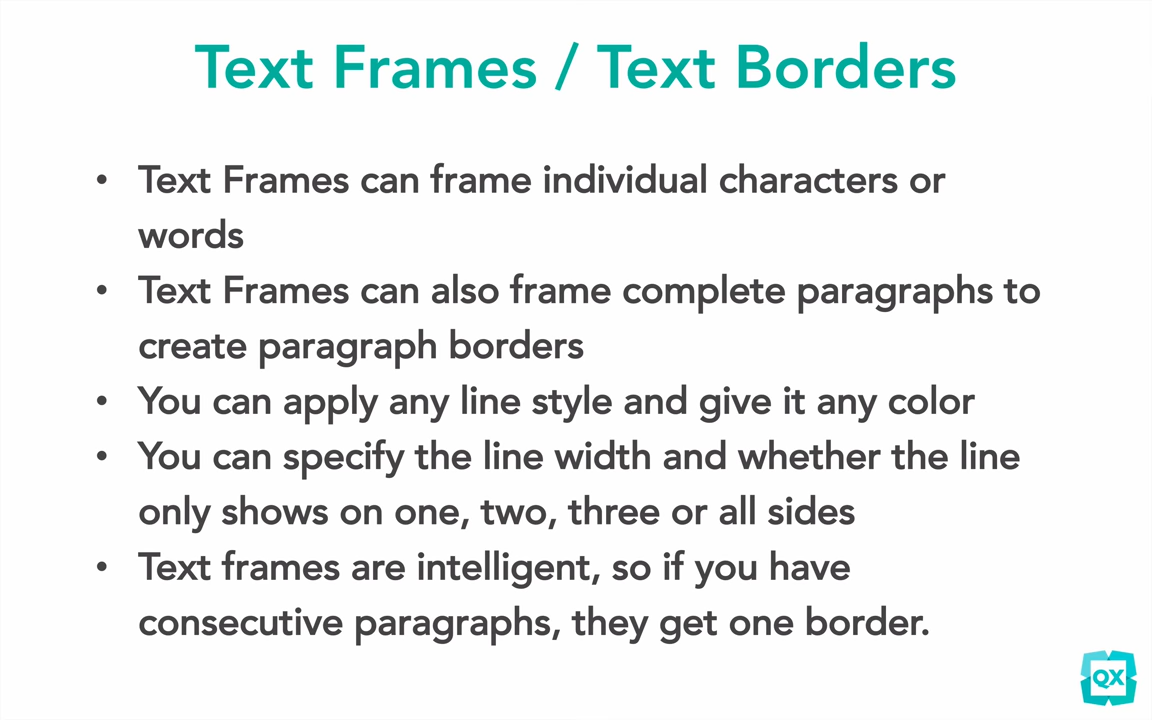 Text Frames / Text Borders
• Text Frames can frame individual characters or
words
• Text Frames can also frame complete paragraphs to
create paragraph borders
• You can apply any line style and give it any color
• You can specify the line width and whether the line
only shows on one, two, three or all sides
• Text frames are intelligent, so if you have
consecutive paragraphs, they get one border.
QX